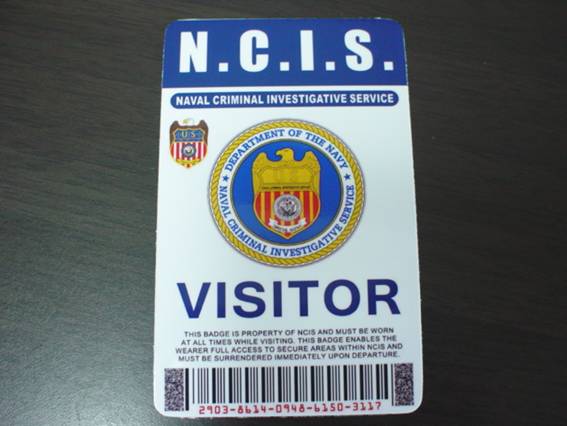 N.C.I.S.
NAVAL CRIMINAL INVESTIGATIVE SERVICE
U S
DEPARTMENT OF THE NAVY
NAVAL CRIMINAL INVESTIGATIVE SERVICE
VISITOR
THIS BADGE IS PROPERTY OF NCIS AND MUST BE WORN
AT ALL TIMES WHILE VISITING. THIS BADGE ENABLES THE
WEARER FULL ACCESS TO SECURE AREAS WITHIN NCIS AND
MUST BE SURRENDERED IMMEDIATELY UPON DEPARTURE.
2903-8614-0948-6150-3117